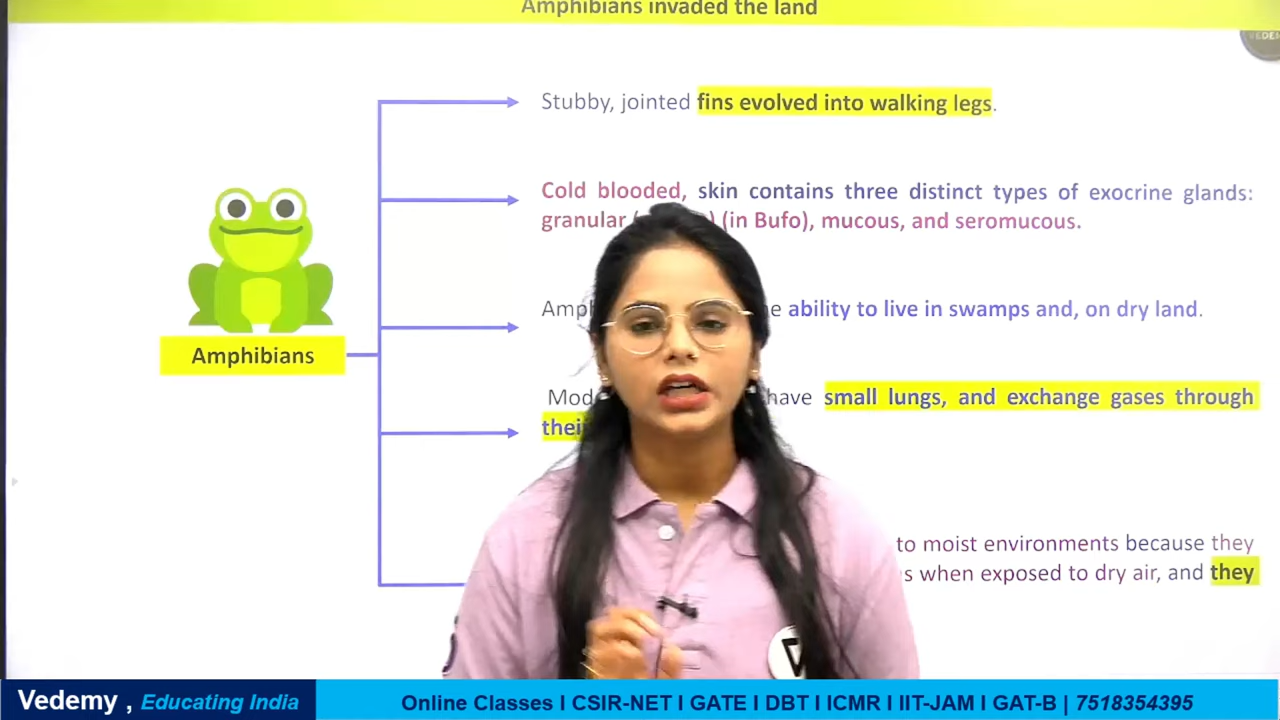 Amphibians invaded the land
VEDEM
Stubby, jointed fins evolved into walking legs.
Cold blooded, skin contains three distinct types of exocrine glands:
granular ( ) (in Bufo), mucous, and seromucous.
Amph ability to live in swamps and, on dry land.
Amphibians
Mod have small lungs, and exchange gases through
their
to moist environments because they
when exposed to dry air, and they
Vedemy , Educating India
Online Classes I CSIR-NET I GATE I DBT I ICMR I IIT-JAM I GAT-B | 7518354395